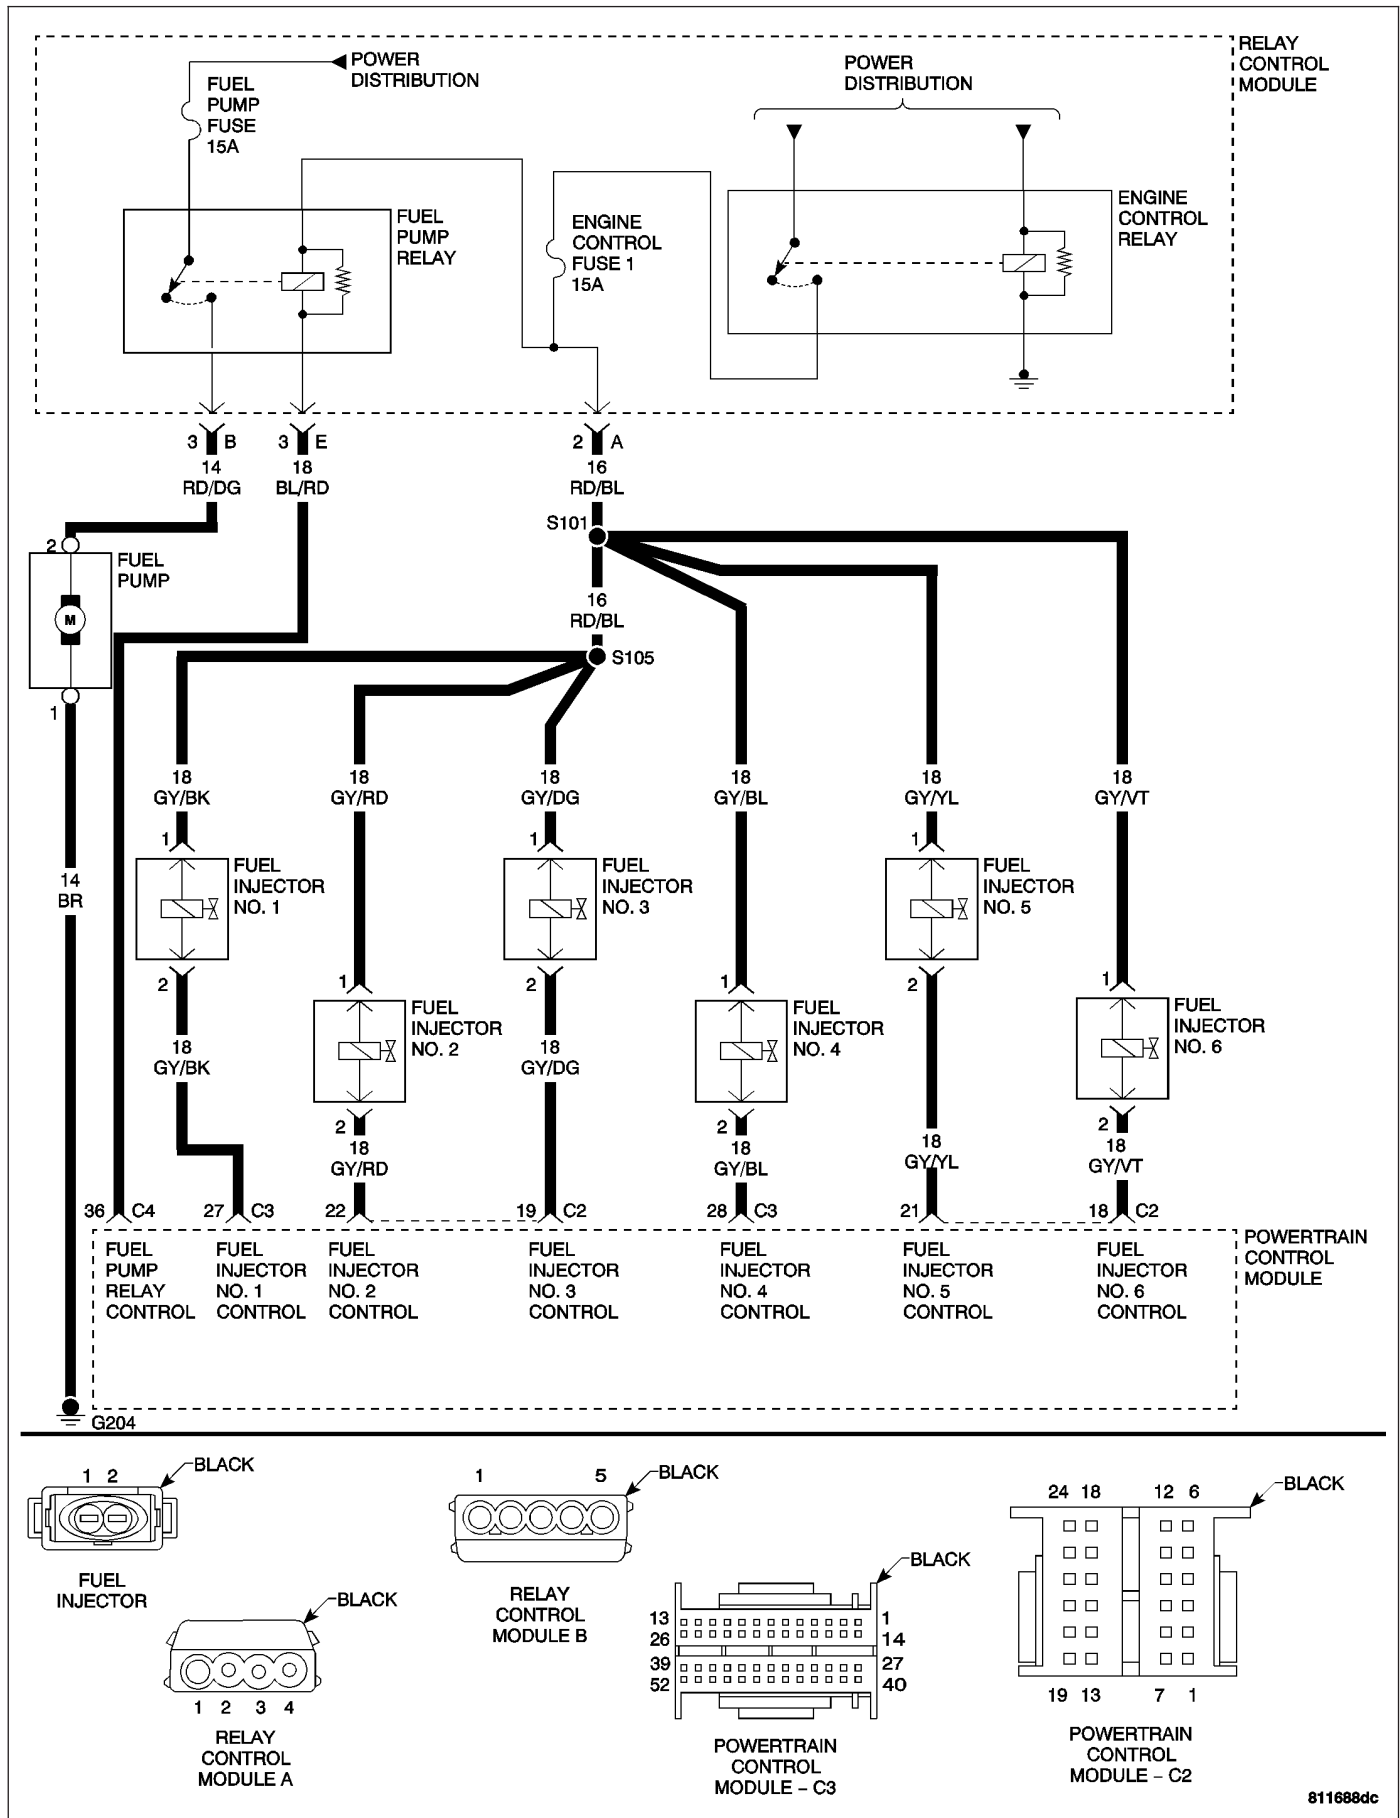 RELAY
CONTROL
MODULE
POWER
DISTRIBUTION
POWER
DISTRIBUTION
FUEL
PUMP
FUSE
15A
FUEL
PUMP
RELAY
ENGINE
CONTROL
FUSE 1
15A
ENGINE
CONTROL
RELAY
3 B
3 E
2 A
14
RD/DG
18
BL/RD
16
RD/BL
S101
2
FUEL
PUMP
M
1
16
RD/BL
S105
18
GY/BK
18
GY/RD
18
GY/DG
18
GY/BL
18
GY/YL
18
GY/VT
1
1
1
FUEL
INJECTOR
NO. 1
FUEL
INJECTOR
NO. 3
FUEL
INJECTOR
NO. 5
14
BR
2
2
2
1
1
1
FUEL
INJECTOR
NO. 2
FUEL
INJECTOR
NO. 4
FUEL
INJECTOR
NO. 6
18
GY/BK
18
GY/DG
2
2
2
18
GY/RD
18
GY/BL
18
GY/YL
18
GY/VT
36 C4
27 C3
22
19 C2
28 C3
21
18 C2
FUEL
PUMP
RELAY
CONTROL
FUEL
INJECTOR
NO. 1
CONTROL
FUEL
INJECTOR
NO. 2
CONTROL
FUEL
INJECTOR
NO. 3
CONTROL
FUEL
INJECTOR
NO. 4
CONTROL
FUEL
INJECTOR
NO. 5
CONTROL
FUEL
INJECTOR
NO. 6
CONTROL
POWERTRAIN
CONTROL
MODULE
G204
1 2
BLACK
FUEL
INJECTOR
BLACK
1 2 3 4
RELAY
CONTROL
MODULE A
1 5
BLACK
RELAY
CONTROL
MODULE B
BLACK
13 1
26 14
39 27
52 40
POWERTRAIN
CONTROL
MODULE – C3
24 18 12 6
BLACK
19 13 7 1
POWERTRAIN
CONTROL
MODULE – C2
811688dc